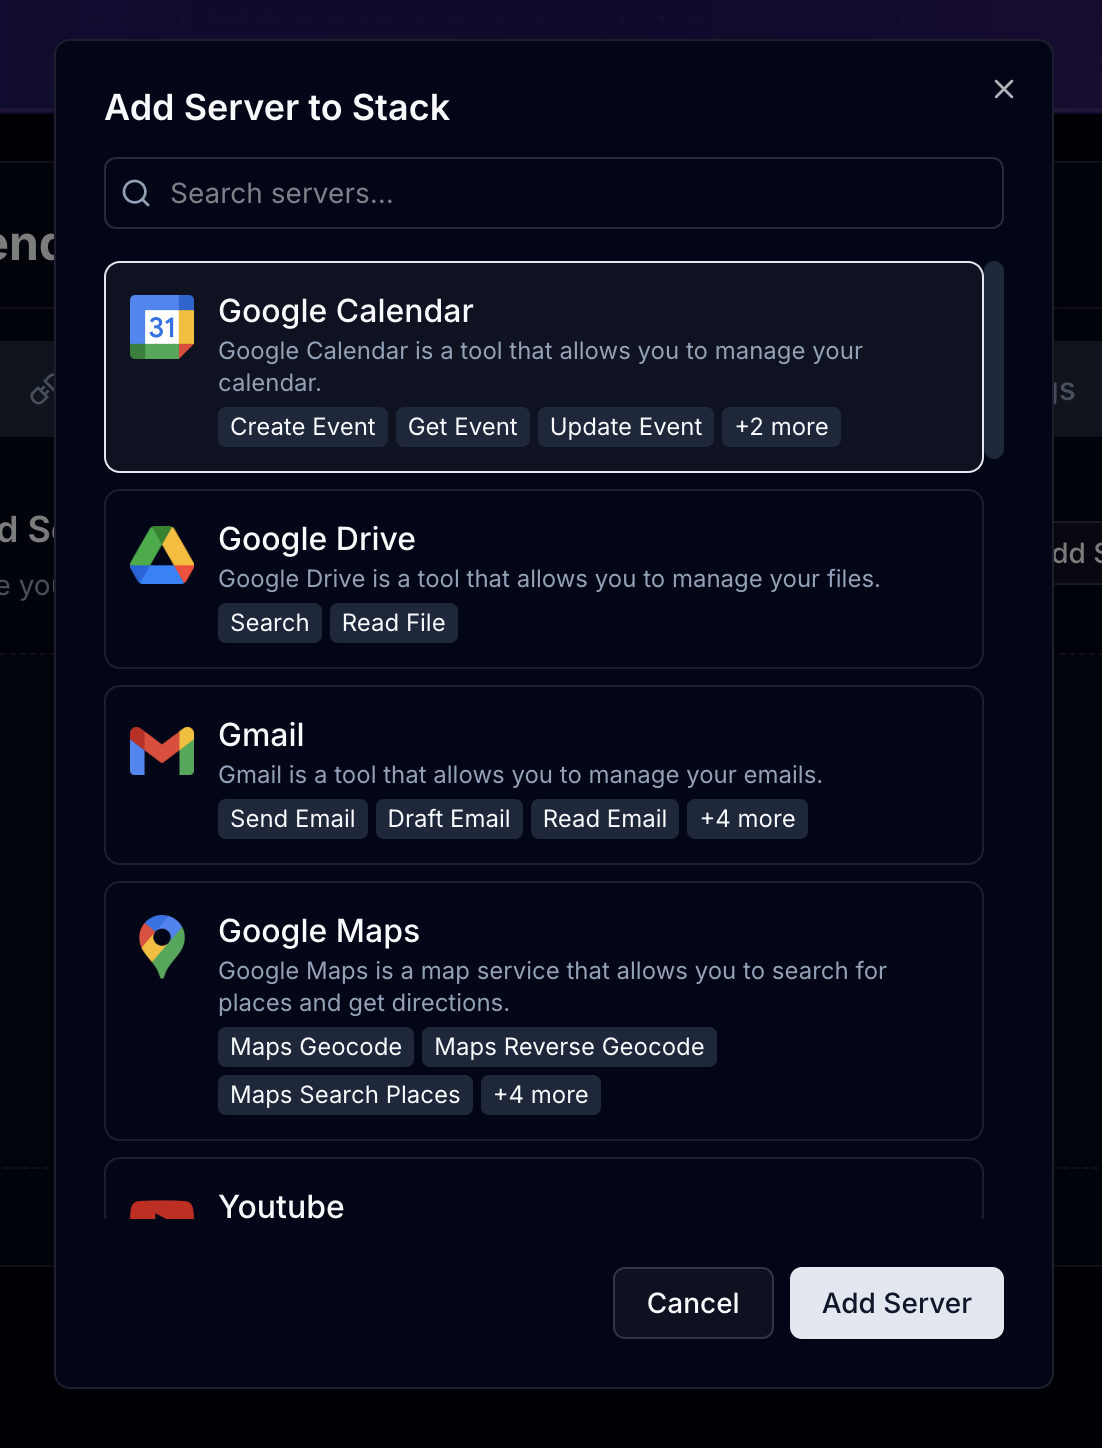 Add Server to Stack
Search servers...
31
Google Calendar
Google Calendar is a tool that allows you to manage your
calendar.
Create Event Get Event Update Event +2 more
Google Drive
Google Drive is a tool that allows you to manage your files.
Search Read File
Gmail
Gmail is a tool that allows you to manage your emails.
Send Email Draft Email Read Email +4 more
Google Maps
Google Maps is a map service that allows you to search for
places and get directions.
Maps Geocode Maps Reverse Geocode
Maps Search Places +4 more
Youtube
Cancel Add Server